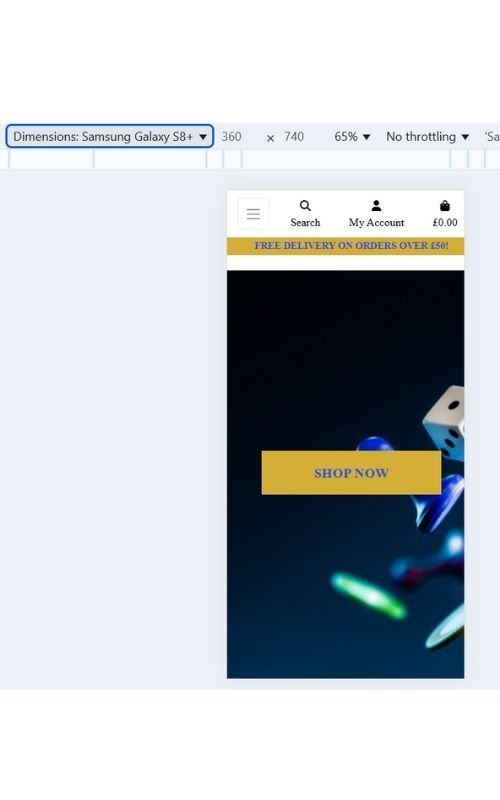 Dimensions: Samsung Galaxy S8+ 360 × 740 65% No throttling 'Sa
Search My Account £0.00
FREE DELIVERY ON ORDERS OVER £50!
SHOP NOW